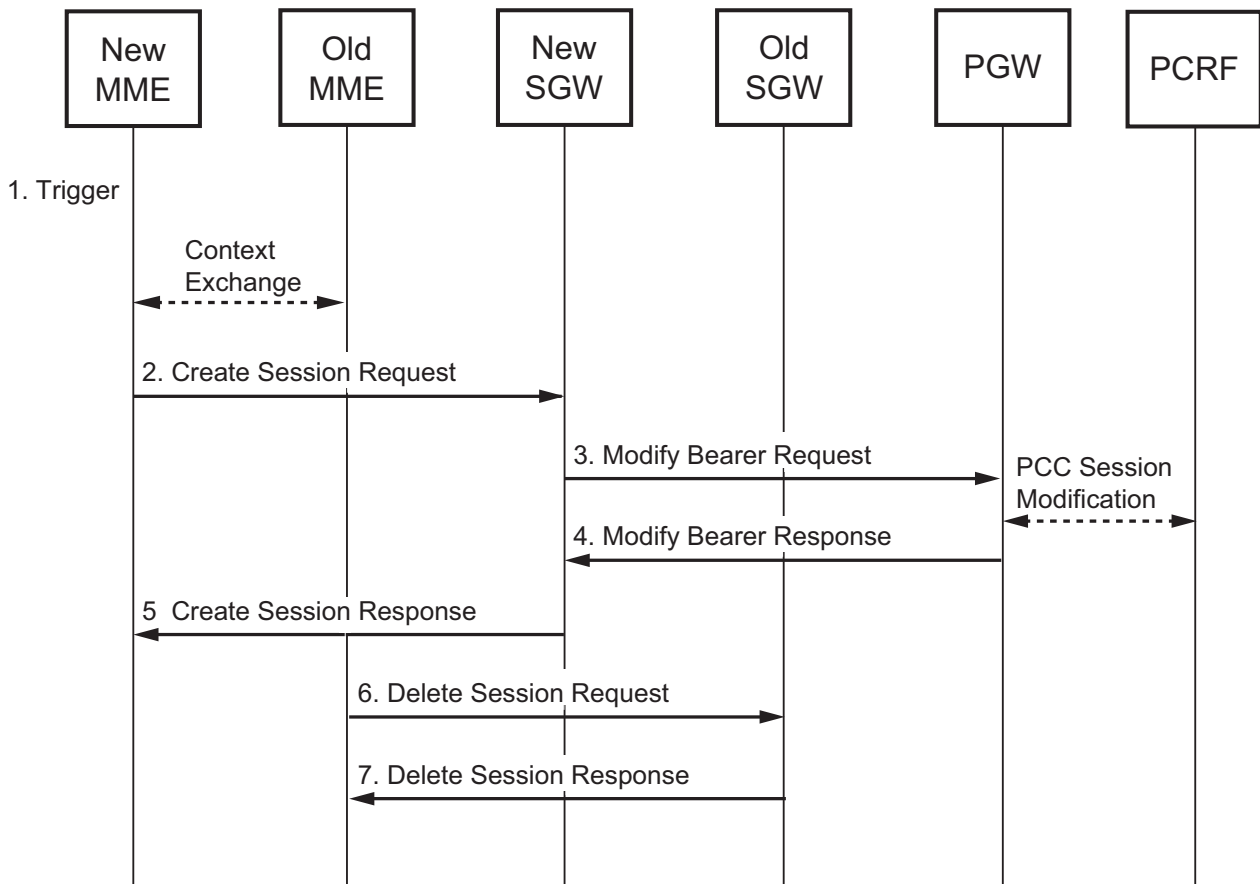 New
MME
Old
MME
New
SGW
Old
SGW
PGW
PCRF
1. Trigger
Context
Exchange
2. Create Session Request
3. Modify Bearer Request
PCC Session
Modification
4. Modify Bearer Response
5 Create Session Response
6. Delete Session Request
7. Delete Session Response